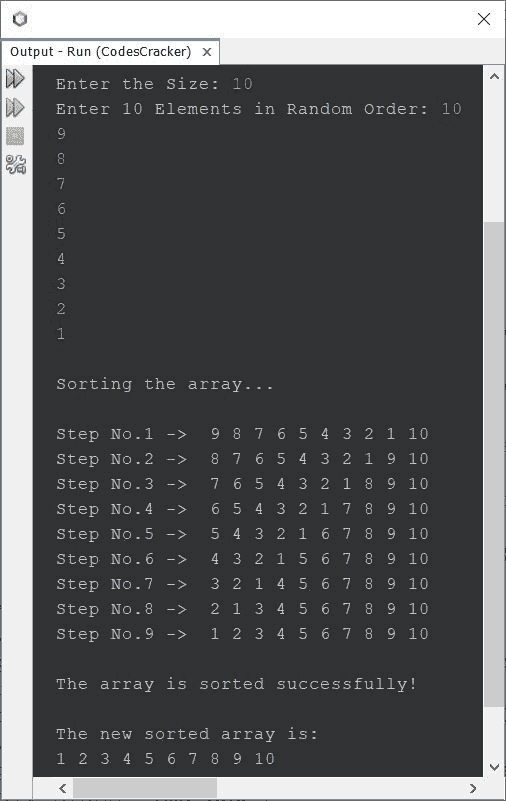 Output - Run (CodesCracker)
Enter the Size: 10
Enter 10 Elements in Random Order: 10
9
8
7
6
5
4
3
2
1
Sorting the array...
Step No.1 -> 9 8 7 6 5 4 3 2 1 10
Step No.2 -> 8 7 6 5 4 3 2 1 9 10
Step No.3 -> 7 6 5 4 3 2 1 8 9 10
Step No.4 -> 6 5 4 3 2 1 7 8 9 10
Step No.5 -> 5 4 3 2 1 6 7 8 9 10
Step No.6 -> 4 3 2 1 5 6 7 8 9 10
Step No.7 -> 3 2 1 4 5 6 7 8 9 10
Step No.8 -> 2 1 3 4 5 6 7 8 9 10
Step No.9 -> 1 2 3 4 5 6 7 8 9 10
The array is sorted successfully!
The new sorted array is:
1 2 3 4 5 6 7 8 9 10